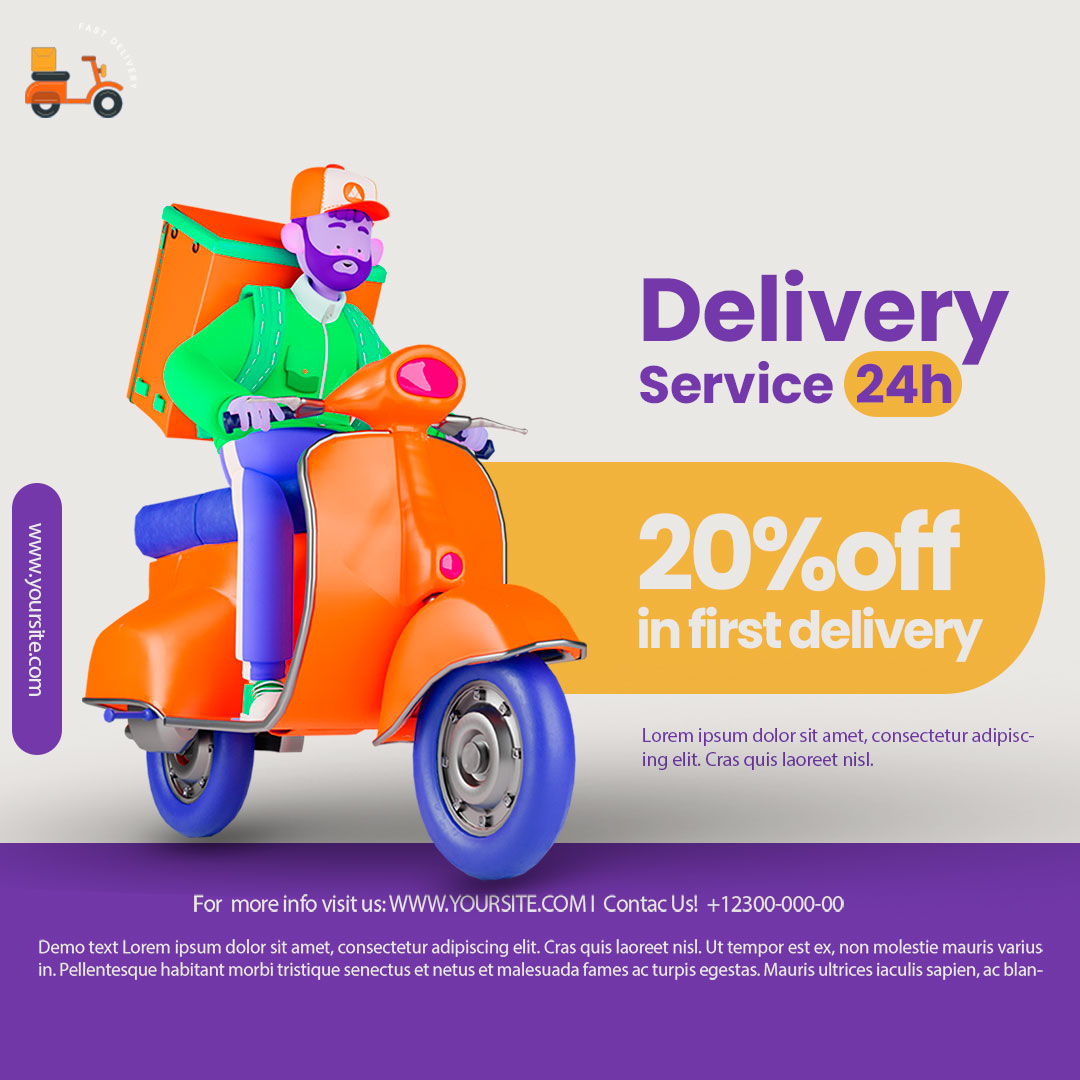 FAST DELIVERY
Delivery
Service 24h
20%off
in first delivery
www.yoursite.com
Lorem ipsum dolor sit amet, consectetur adipisc-
ing elit. Cras quis laoreet nisl.
For more info visit us: WWW.YOURSITE.COM I Contac Us! +12300-000-00
Demo text Lorem ipsum dolor sit amet, consectetur adipiscing elit. Cras quis laoreet nisl. Ut tempor est ex, non molestie mauris varius
in. Pellentesque habitant morbi tristique senectus et netus et malesuada fames ac turpis egestas. Mauris ultrices iaculis sapien, ac blan-